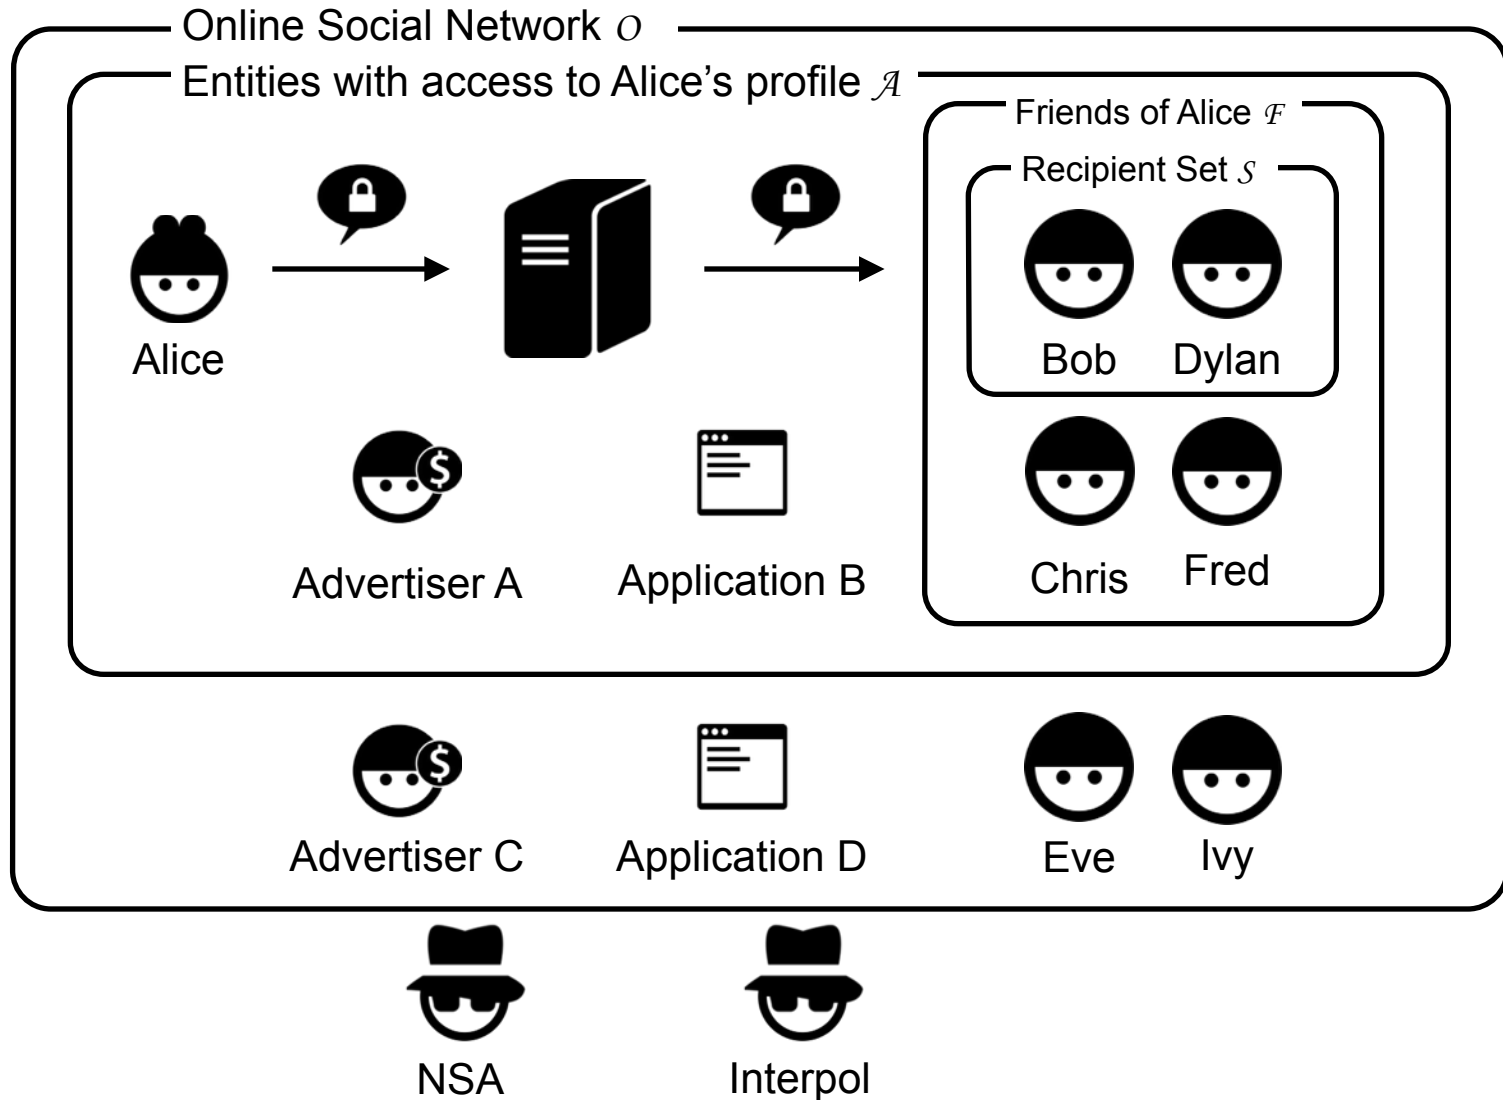 Online Social Network O
Entities with access to Alice's profile A
Friends of Alice F
Recipient Set S
Alice
Bob
Dylan
$
Advertiser A
Application B
Chris
Fred
$
Advertiser C
Application D
Eve
Ivy
NSA
Interpol